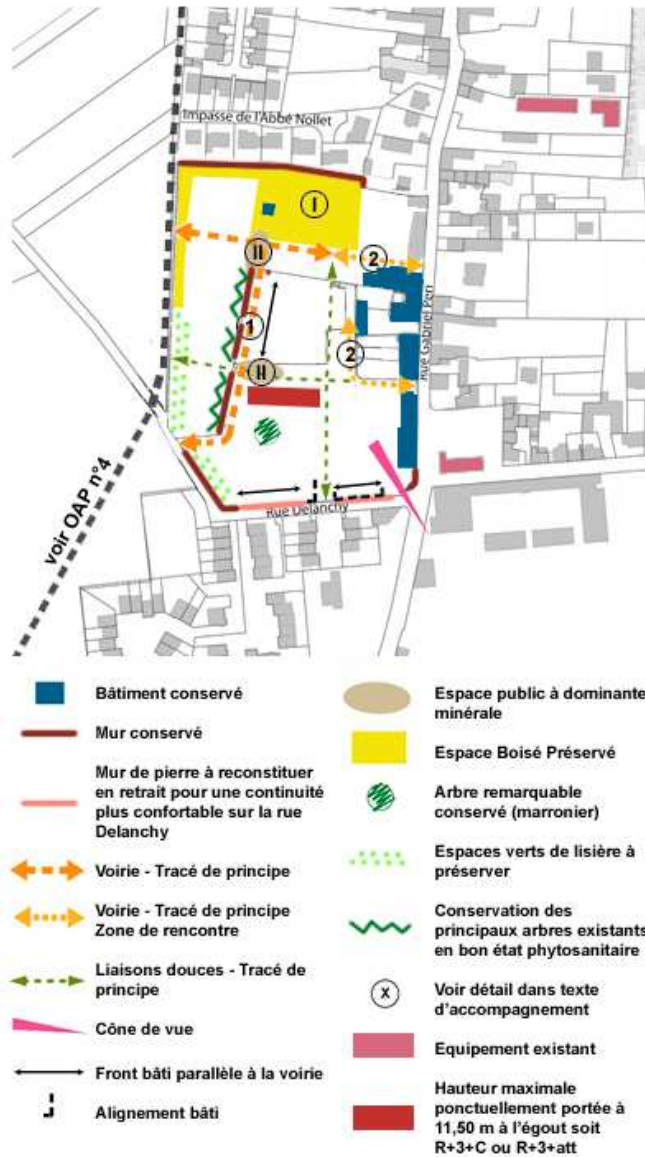 Impasse de l'Abbé Nollet
I
II
2
1
2
II
Rue Gabriel Peri
Rue Delanchy
voir OAP n°4
Bâtiment conservé
Mur conservé
Mur de pierre à reconstituer
en retrait pour une continuité
plus confortable sur la rue
Delanchy
Voirie - Tracé de principe
Voirie - Tracé de principe
Zone de rencontre
Liaisons douces - Tracé de
principe
Cône de vue
Front bâti parallèle à la voirie
Alignement bâti
Espace public à dominante
minérale
Espace Boisé Préservé
Arbre remarquable
conservé (marronier)
Espaces verts de lisière à
préserver
Conservation des
principaux arbres existants
en bon état phytosanitaire
X
Voir détail dans texte
d'accompagnement
Equipement existant
Hauteur maximale
ponctuellement portée à
11,50 m à l'égout soit
R+3+C ou R+3+att